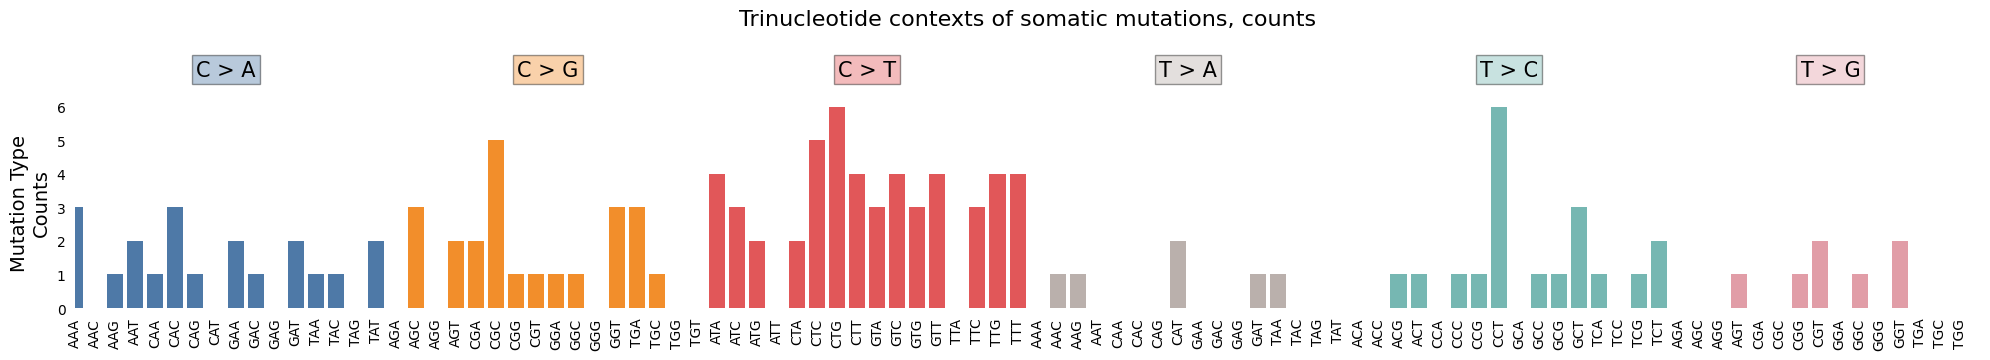 Trinucleotide contexts of somatic mutations, counts
C > A
C > G
C > T
T > A
T > C
T > G
Mutation Type
Counts
6
5
4
3
2
1
0
AAA
AAC
AAG
AAT
CAA
CAC
CAG
CAT
GAA
GAC
GAG
GAT
TAA
TAC
TAG
TAT
AGA
AGC
AGG
AGT
CGA
CGC
CGG
CGT
GGA
GGC
GGG
GGT
TGA
TGC
TGG
TGT
ATA
ATC
ATG
ATT
CTA
CTC
CTG
CTT
GTA
GTC
GTG
GTT
TTA
TTC
TTG
TTT
AAA
AAC
AAG
AAT
CAA
CAC
CAG
CAT
GAA
GAC
GAG
GAT
TAA
TAC
TAG
TAT
ACA
ACC
ACG
ACT
CCA
CCC
CCG
CCT
GCA
GCC
GCG
GCT
TCA
TCC
TCG
TCT
AGA
AGC
AGG
AGT
CGA
CGC
CGG
CGT
GGA
GGC
GGG
GGT
TGA
TGC
TGG